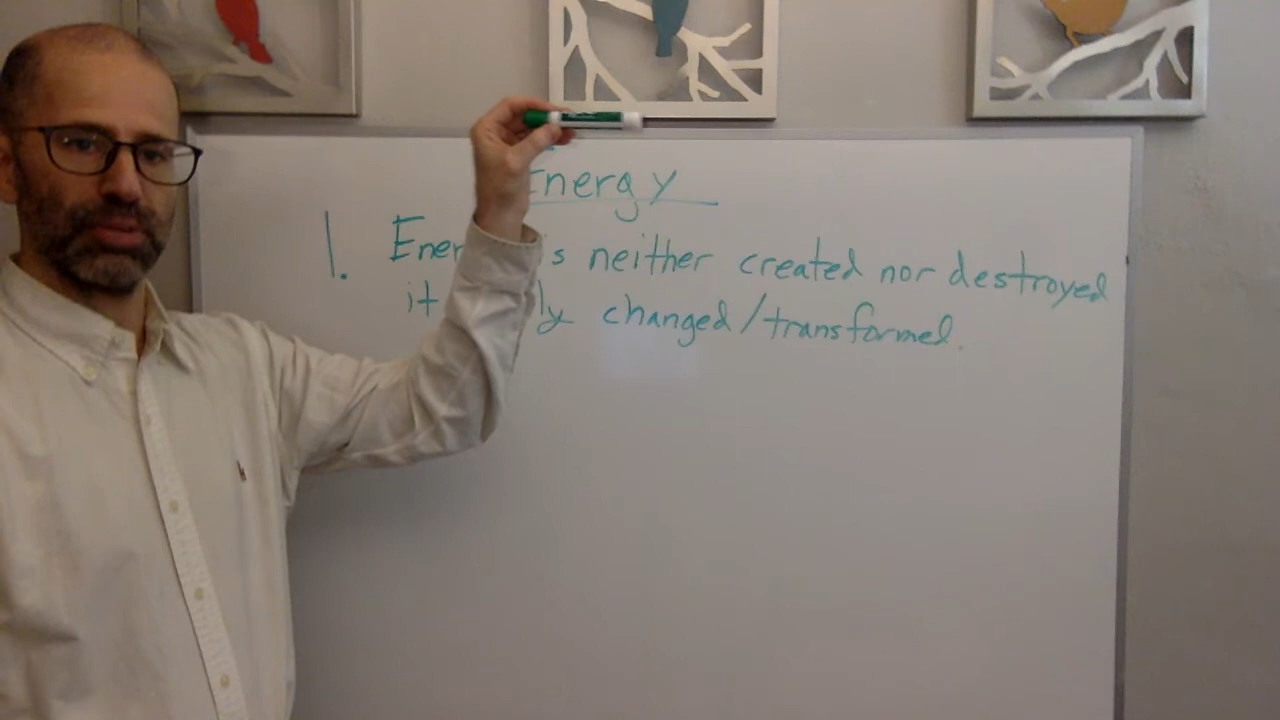 Energy
1. Ener s neither created nor destroyed
it ly changed/transformed.